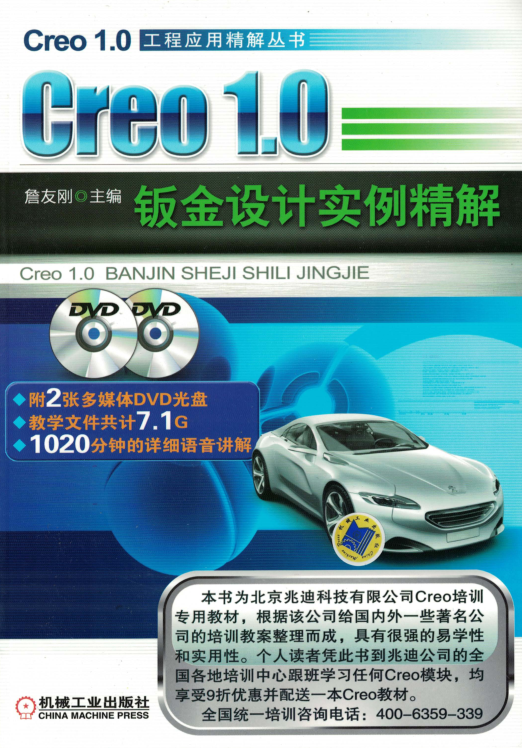 Creo 1.0 工程应用精解丛书
Creo 1.0
詹友刚◎主编
钣金设计实例精解
Creo 1.0 BANJIN SHEJI SHILI JINGJIE
DVD DVD
附2张多媒体DVD光盘
教学文件共计7.1G
1020分钟的详细语音讲解
本书为北京兆迪科技有限公司Creo培训
专用教材，根据该公司给国内外一些著名公
司的培训教案整理而成，具有很强的易学性
和实用性。个人读者凭此书到兆迪公司的全
国各地培训中心跟班学习任何Creo模块，均
享受9折优惠并配送一本Creo教材。
全国统一培训咨询电话：400-6359-339
机械工业出版社
CHINA MACHINE PRESS